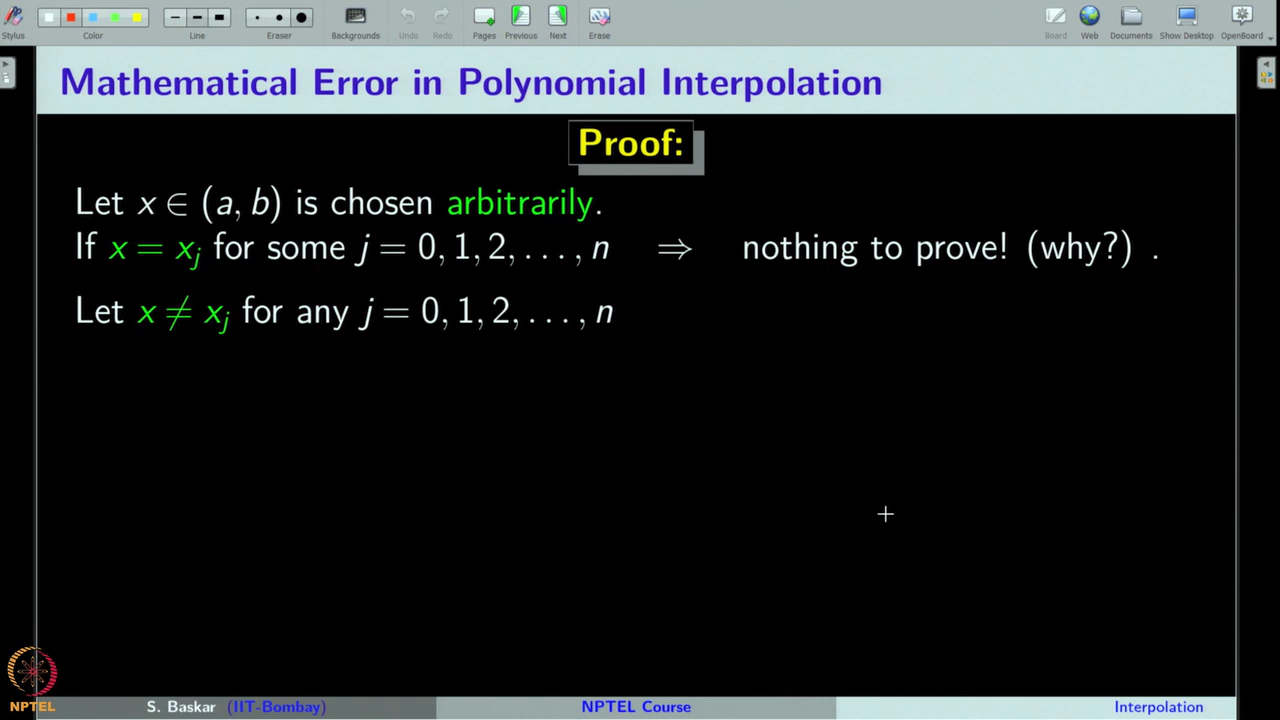 Stylus Color Line Eraser Backgrounds Undo Redo Pages Previous Next Erase Board Web Documents Show Desktop OpenBoard
Mathematical Error in Polynomial Interpolation
Proof:
Let x ∈ (a, b) is chosen arbitrarily.
If x = x_j for some j = 0, 1, 2, . . . , n ⇒ nothing to prove! (why?) .
Let x ≠ x_j for any j = 0, 1, 2, . . . , n
NPTEL
S. Baskar (IIT-Bombay) NPTEL Course Interpolation